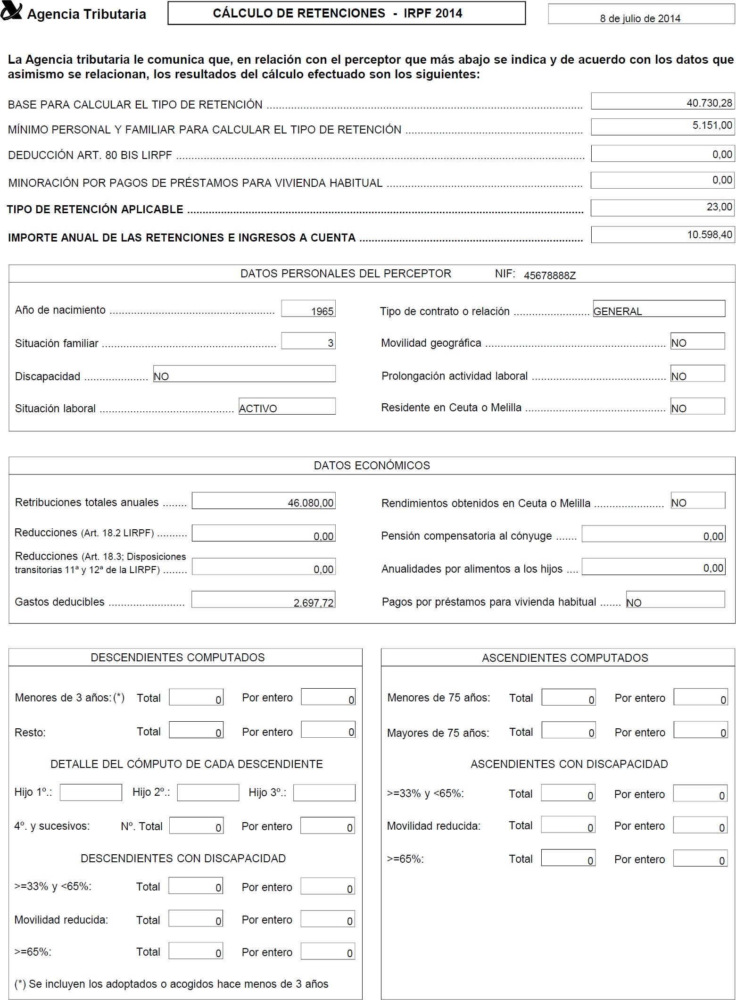 Agencia Tributaria
CÁLCULO DE RETENCIONES - IRPF 2014
8 de julio de 2014
La Agencia tributaria le comunica que, en relación con el perceptor que más abajo se indica y de acuerdo con los datos que
asimismo se relacionan, los resultados del cálculo efectuado son los siguientes:
BASE PARA CALCULAR EL TIPO DE RETENCIÓN ........ 40.730,28
MÍNIMO PERSONAL Y FAMILIAR PARA CALCULAR EL TIPO DE RETENCIÓN ........ 5.151,00
DEDUCCIÓN ART. 80 BIS LIRPF ........ 0,00
MINORACIÓN POR PAGOS DE PRÉSTAMOS PARA VIVIENDA HABITUAL ........ 0,00
TIPO DE RETENCIÓN APLICABLE ........ 23,00
IMPORTE ANUAL DE LAS RETENCIONES E INGRESOS A CUENTA ........ 10.598,40
DATOS PERSONALES DEL PERCEPTOR NIF: 45678888Z
Año de nacimiento ........ 1965 Tipo de contrato o relación ........ GENERAL
Situación familiar ........ 3 Movilidad geográfica ........ NO
Discapacidad ........ NO Prolongación actividad laboral ........ NO
Situación laboral ........ ACTIVO Residente en Ceuta o Melilla ........ NO
DATOS ECONÓMICOS
Retribuciones totales anuales ........ 46.080,00 Rendimientos obtenidos en Ceuta o Melilla ........ NO
Reducciones (Art. 18.2 LIRPF) .......... 0,00 Pensión compensatoria al cónyuge ....... 0,00
Reducciones (Art. 18.3; Disposiciones
transitorias 11ª y 12ª de la LIRPF) ........ 0,00 Anualidades por alimentos a los hijos .... 0,00
Gastos deducibles ........ 2.697,72 Pagos por préstamos para vivienda habitual ....... NO
DESCENDIENTES COMPUTADOS
Menores de 3 años:(*) Total 0 Por entero 0
Resto: Total 0 Por entero 0
DETALLE DEL CÓMPUTO DE CADA DESCENDIENTE
Hijo 1º.: Hijo 2º.: Hijo 3º.:
4º. y sucesivos: Nº. Total 0 Por entero 0
DESCENDIENTES CON DISCAPACIDAD
>=33% y <65%: Total 0 Por entero 0
Movilidad reducida: Total 0 Por entero 0
>=65%: Total 0 Por entero 0
(*) Se incluyen los adoptados o acogidos hace menos de 3 años
ASCENDIENTES COMPUTADOS
Menores de 75 años: Total 0 Por entero 0
Mayores de 75 años: Total 0 Por entero 0
ASCENDIENTES CON DISCAPACIDAD
>=33% y <65%: Total 0 Por entero 0
Movilidad reducida: Total 0 Por entero 0
>=65%: Total 0 Por entero 0